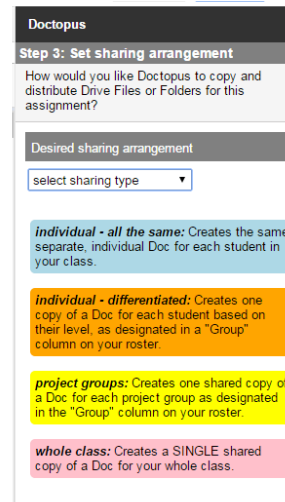 Doctopus
Step 3: Set sharing arrangement
How would you like Doctopus to copy and
distribute Drive Files or Folders for this
assignment?
Desired sharing arrangement
select sharing type
individual - all the same: Creates the same
separate, individual Doc for each student in
your class.
individual - differentiated: Creates one
copy of a Doc for each student based on
their level, as designated in a "Group"
column on your roster.
project groups: Creates one shared copy of
a Doc for each project group as designated
in the "Group" column on your roster.
whole class: Creates a SINGLE shared
copy of a Doc for your whole class.